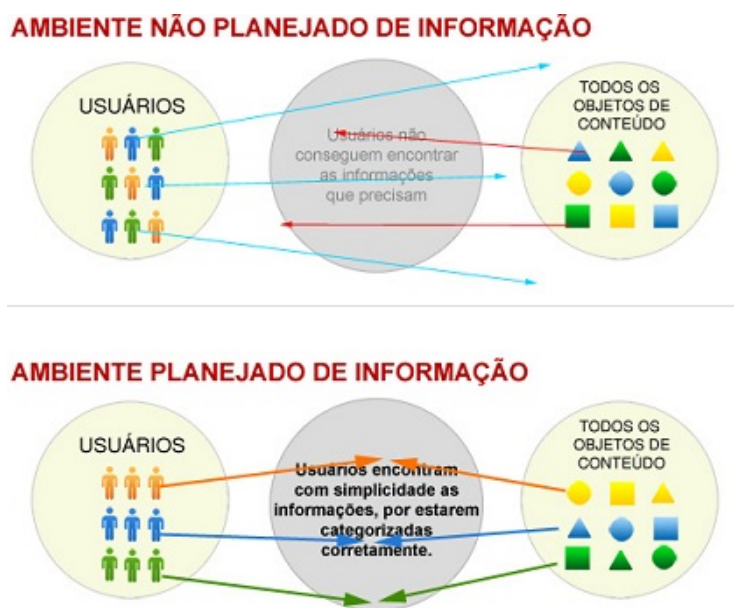 AMBIENTE NÃO PLANEJADO DE INFORMAÇÃO
USUÁRIOS
Usuários não
conseguem encontrar
as informações
que precisam
TODOS OS
OBJETOS DE
CONTEÚDO
AMBIENTE PLANEJADO DE INFORMAÇÃO
USUÁRIOS
Usuários encontram
com simplicidade as
informações, por estarem
categorizadas
corretamente.
TODOS OS
OBJETOS DE
CONTEÚDO